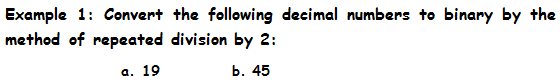 Example 1: Convert the following decimal numbers to binary by the
method of repeated division by 2:
a. 19 b. 45